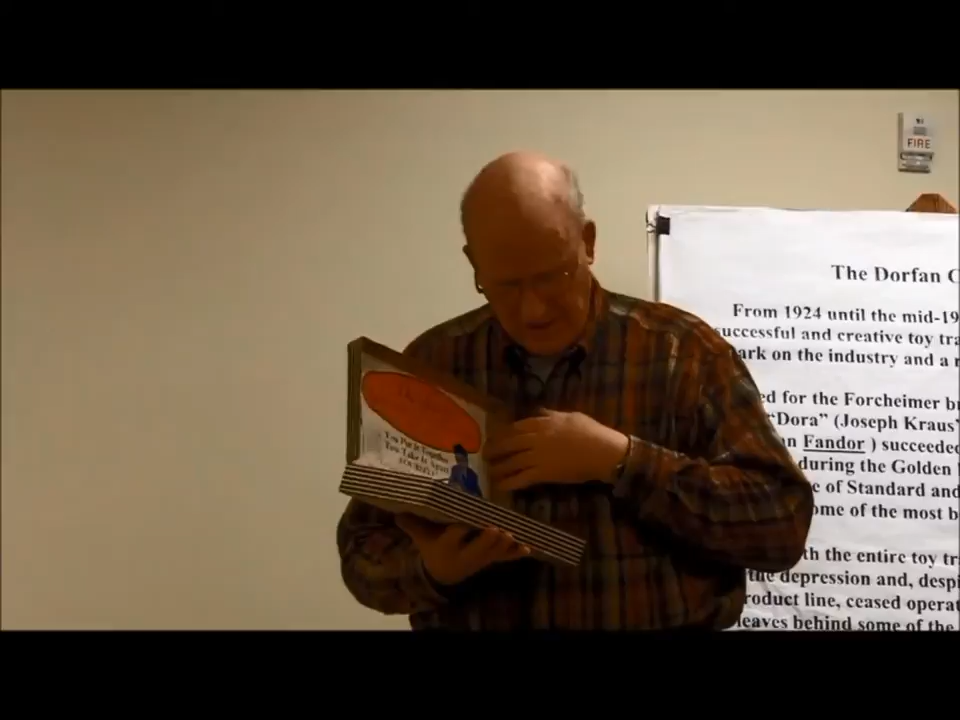 FIRE
The Dorfan C
From 1924 until the mid-19
successful and creative toy tra
ark on the industry and a r
ed for the Forcheimer b
"Dora" (Joseph Kraus'
n Fandor ) succeede
during the Golden
e of Standard and
ome of the most b
th the entire toy tr
the depression and, despi
roduct line, ceased operat
leaves behind some of the
You Put It Together
You Take It Apart